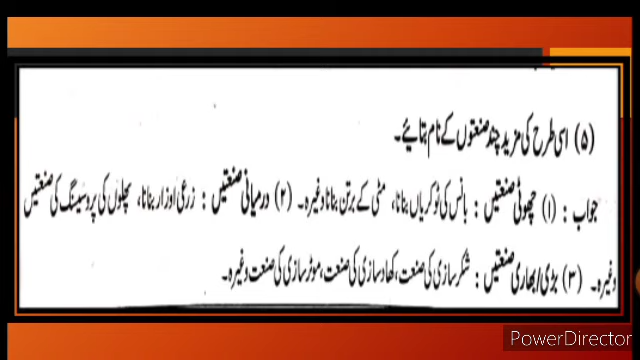 (۵) اسی طرح کی مزید چند صنعتوں کے نام بتائیے۔
جواب : (۱) چھوٹی صنعتیں : بانس کی ٹوکریاں بنانا، مٹی کے برتن بنانا وغیرہ۔ (۲) درمیانی صنعتیں : زرعی اوزار بنانا، پھلوں کی پروسیسنگ کی صنعتیں
وغیرہ۔ (۳) بڑی/بھاری صنعتیں : شکر سازی کی صنعت، کھاد سازی کی صنعت، موٹر سازی کی صنعت وغیرہ۔
PowerDirector